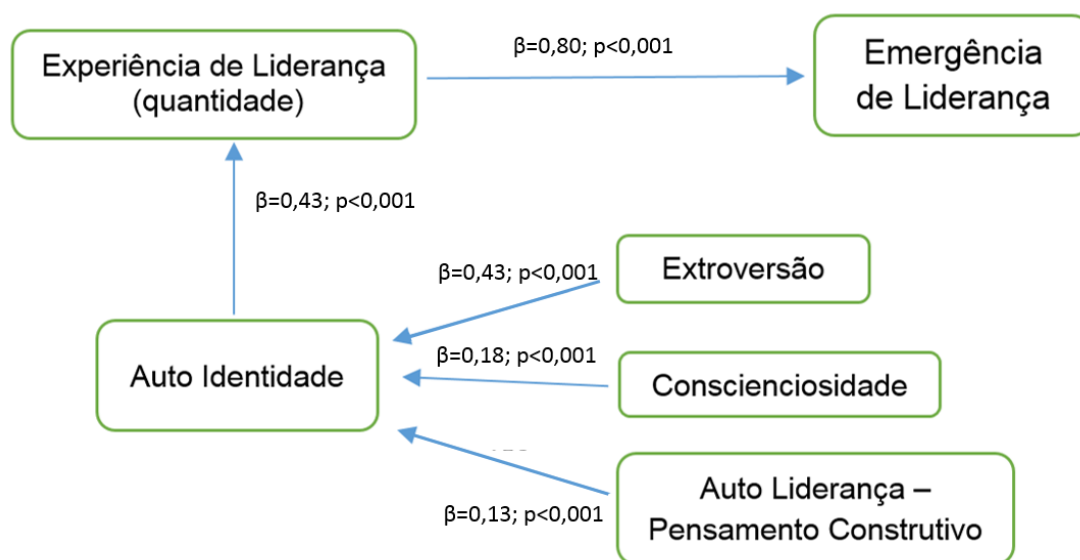 Experiência de Liderança
(quantidade)
β=0,80; p<0,001
Emergência
de Liderança
β=0,43; p<0,001
β=0,43; p<0,001
Extroversão
Auto Identidade
β=0,18; p<0,001
Conscienciosidade
β=0,13; p<0,001
Auto Liderança –
Pensamento Construtivo